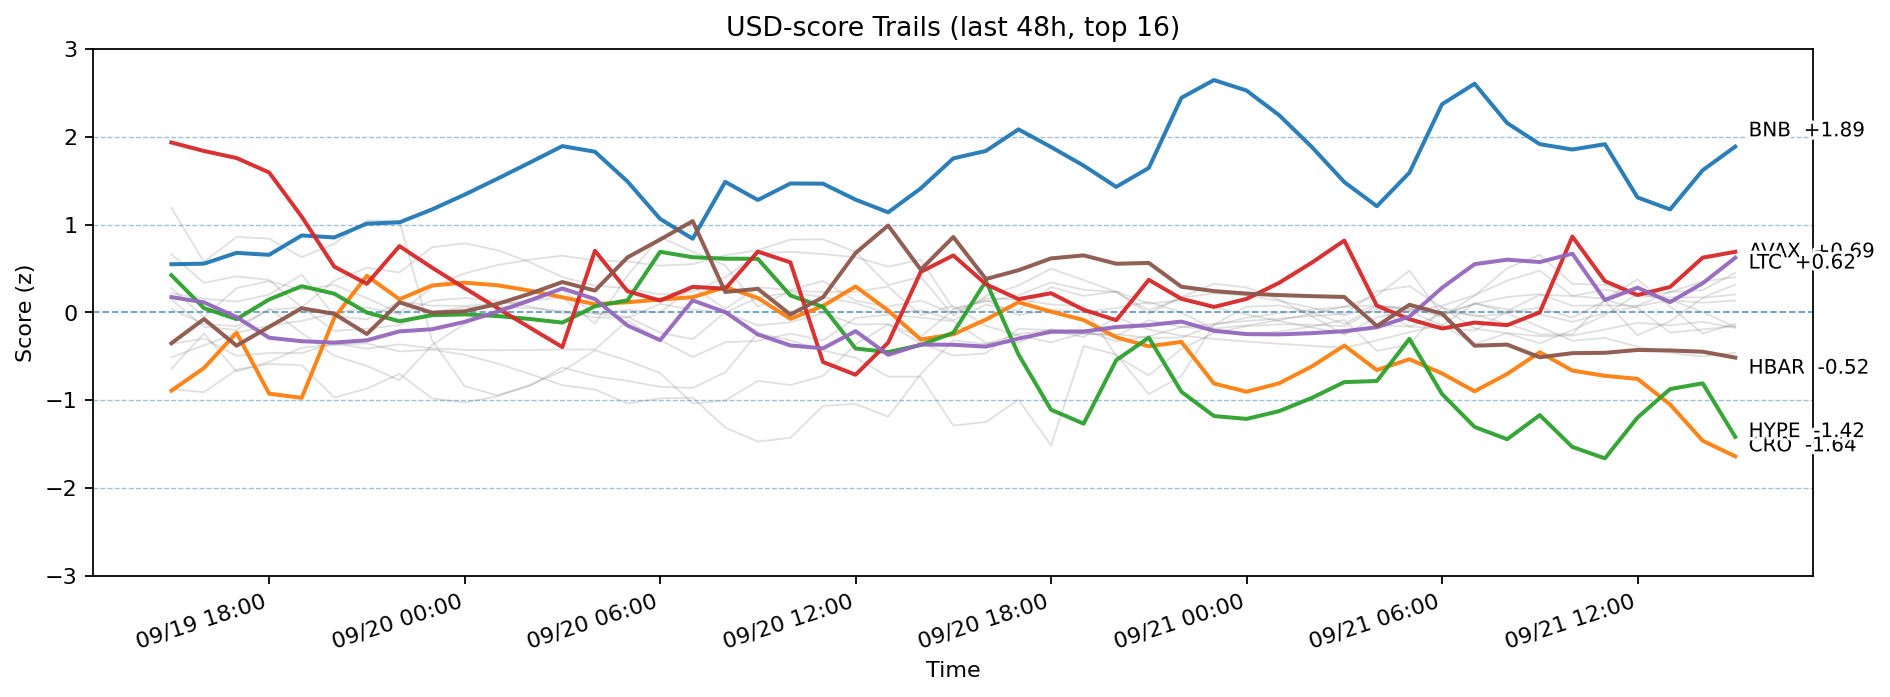 USD-score Trails (last 48h, top 16)
Score (z)
3
2
1
0
−1
−2
−3
BNB +1.89
AVAX +0.69
LTC +0.62
HBAR -0.52
HYPE -1.42
CRO -1.64
09/19 18:00
09/20 00:00
09/20 06:00
09/20 12:00
09/20 18:00
09/21 00:00
09/21 06:00
09/21 12:00
Time